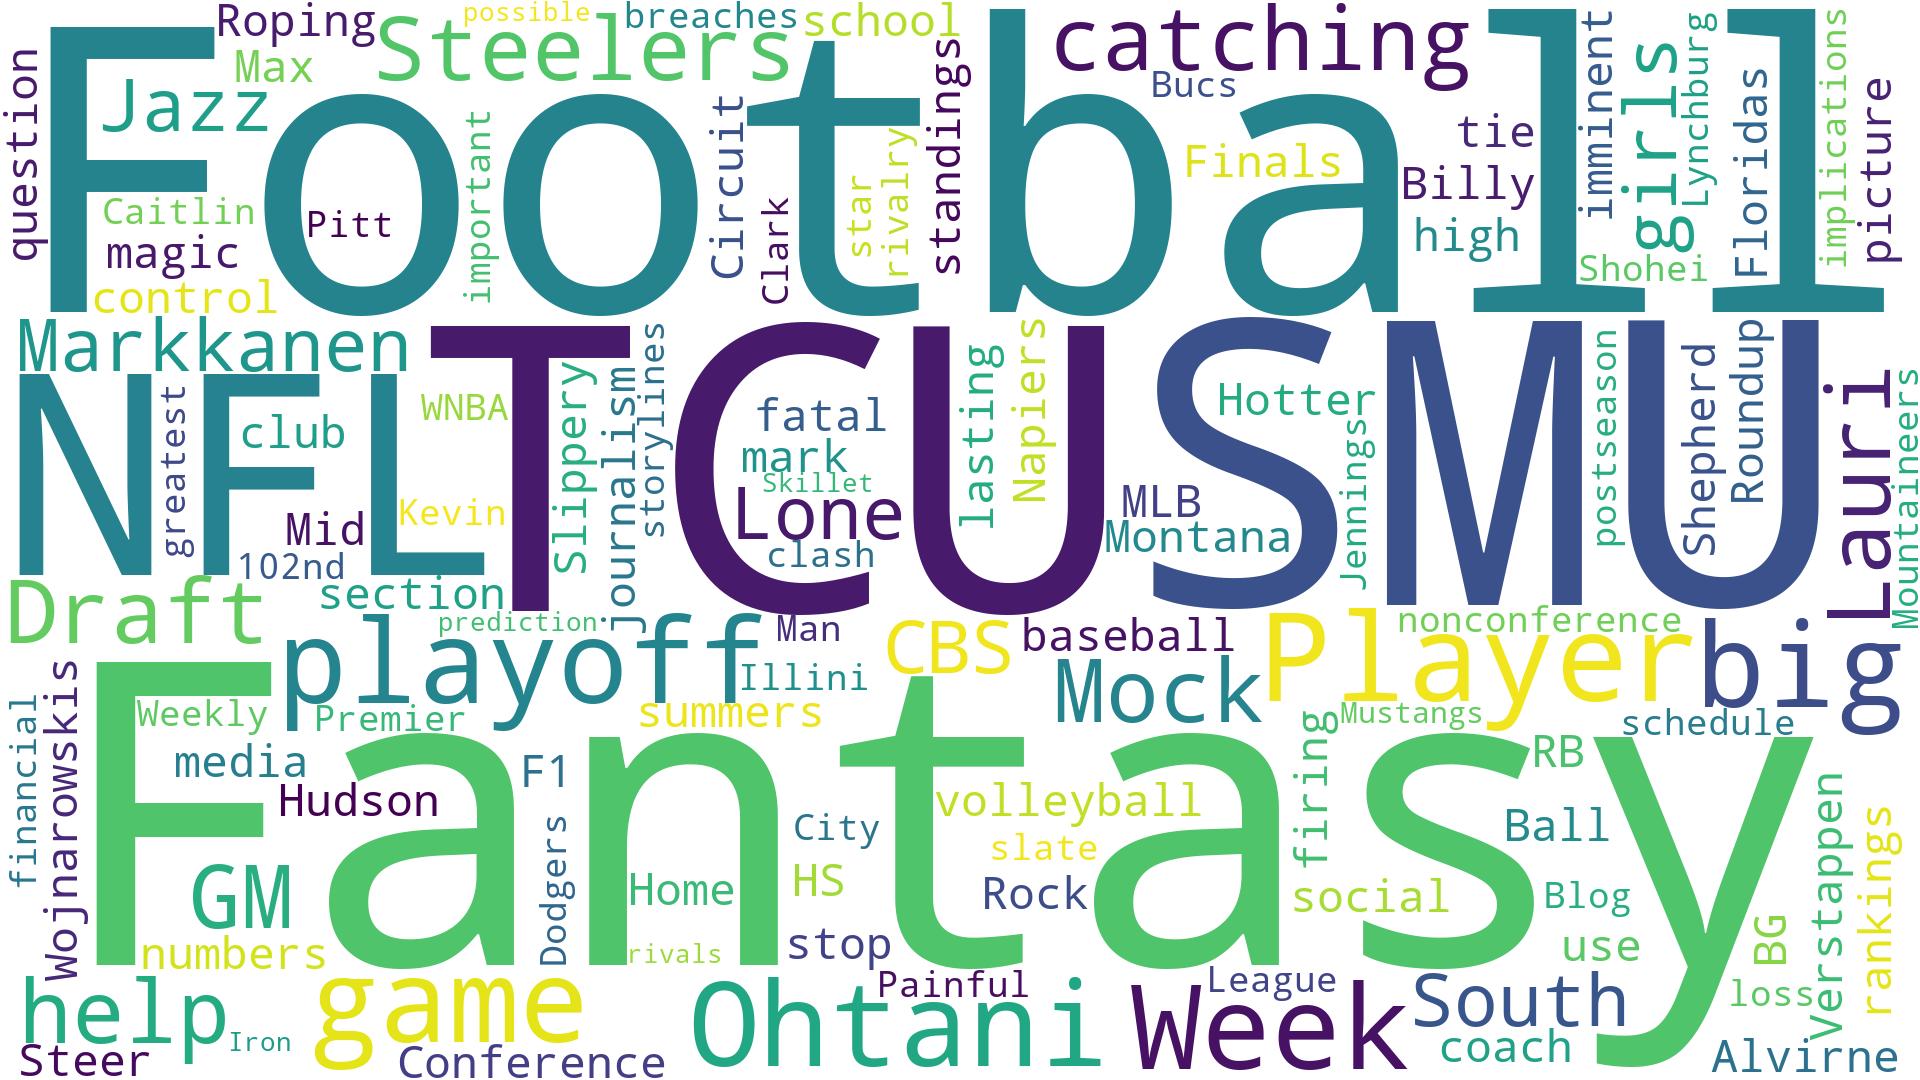 Football
TCU
SMU
NFL
Fantasy
Roping
possible
breaches
school
catching
Steelers
Max
Jazz
question
Bucs
imminent
girls
Lynchburg
Floridas
implications
picture
standings
Circuit
important
tie
Billy
Finals
high
Shohei
Caitlin
Pitt
magic
control
Clark
star
rivalry
Markkanen
greatest
club
WNBA
Slippery
journalism
storylines
fatal
mark
Skillet
Lone
clash
lasting
Napiers
Hotter
MLB
Montana
Jennings
postseason
Shepherd
Roundup
Lauri
Mountaineers
Kevin
Mid
102nd
section
Draft
prediction
playoff
Man
Illini
CBS
baseball
Mock
nonconference
Player
big
Mustangs
schedule
financial
Wojnarowskis
Weekly
Premier
summers
media
Hudson
F1
Dodgers
City
volleyball
slate
firing
RB
Ball
GM
Home
HS
Rock
social
Blog
use
BG
Verstappen
rankings
numbers
rivals
stop
help
Iron
Steer
game
Conference
Ohtani
Painful
Week
League
South
coach
loss
Alvirne